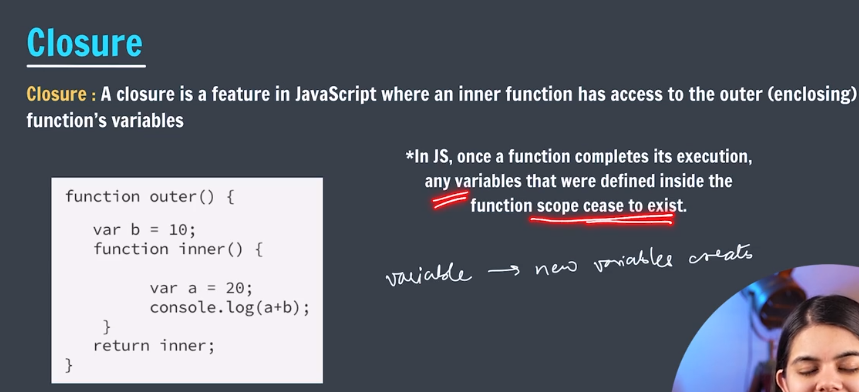 Closure
Closure : A closure is a feature in JavaScript where an inner function has access to the outer (enclosing)
function's variables
*In JS, once a function completes its execution,
any variables that were defined inside the
function scope cease to exist.
function outer() {
var b = 10;
function inner() {
var a = 20;
console.log(a+b);
}
return inner;
}
variable → new variables create